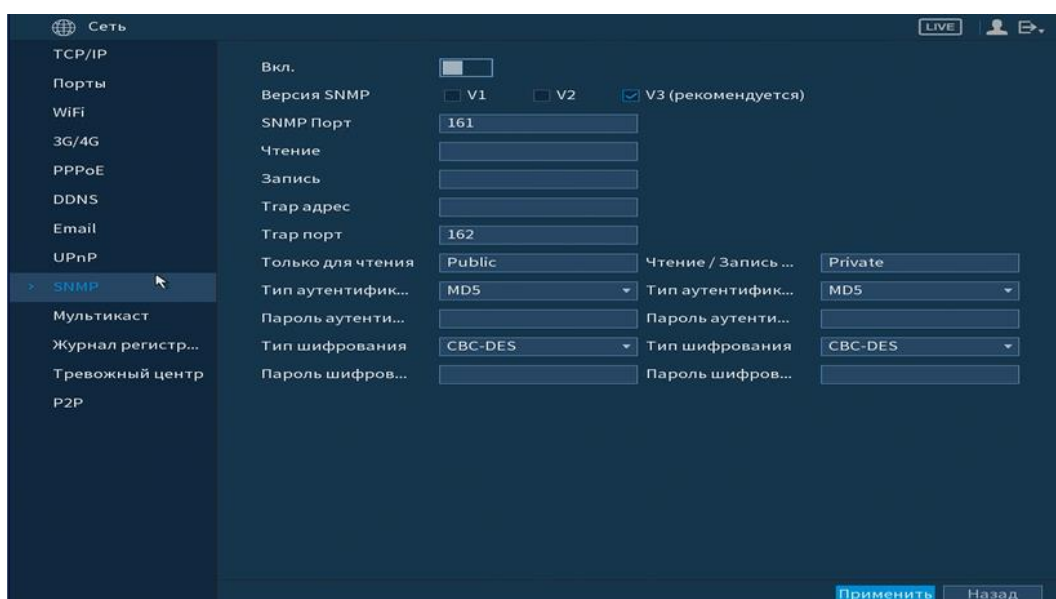 Сеть
LIVE
TCP/IP
Порты
WiFi
3G/4G
PPPoE
DDNS
Email
UPnP
> SNMP
Мультикаст
Журнал регистр...
Тревожный центр
P2P
Вкл.
Версия SNMP V1 V2 V3 (рекомендуется)
SNMP Порт 161
Чтение
Запись
Trap адрес
Trap порт 162
Только для чтения Public Чтение / Запись ... Private
Тип аутентифик... MD5 Тип аутентифик... MD5
Пароль аутенти... Пароль аутенти...
Тип шифрования CBC-DES Тип шифрования CBC-DES
Пароль шифров... Пароль шифров...
Применить Назад